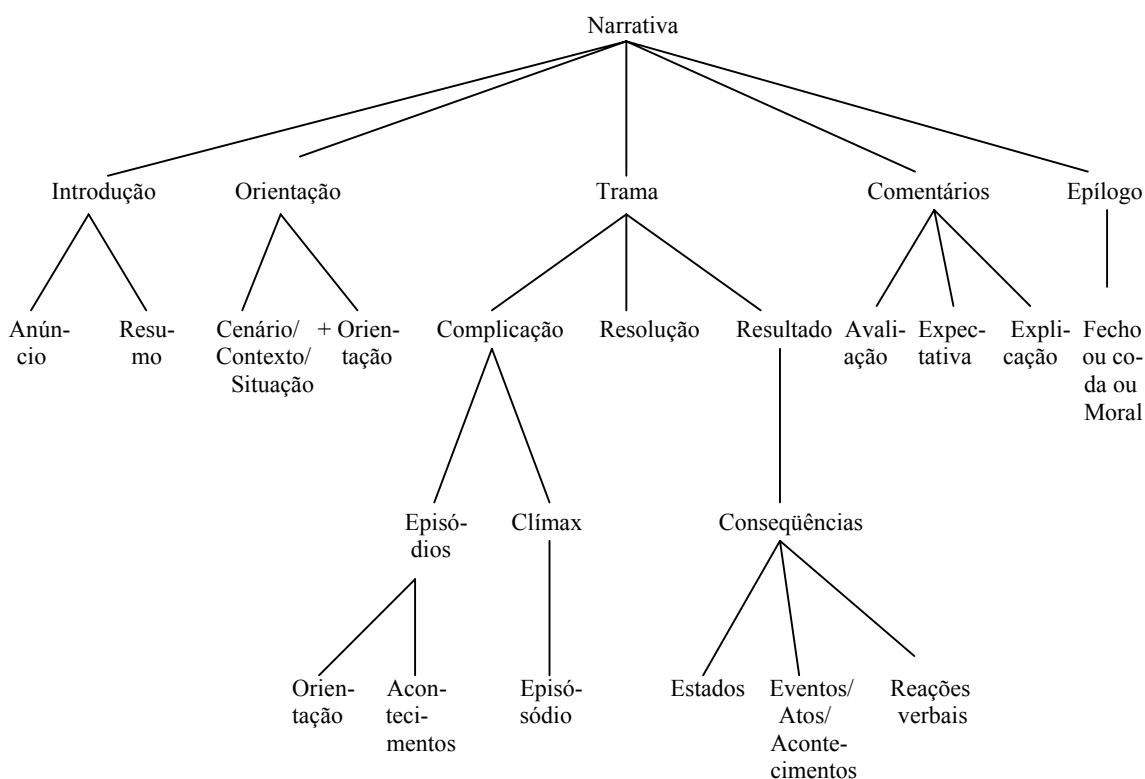 Narrativa
Introdução
Orientação
Trama
Comentários
Epílogo
Anún-
cio
Resu-
mo
Cenário/
Contexto/
Situação
+ Orien-
tação
Complicação
Resolução
Resultado
Avali-
ação
Expec-
tativa
Expli-
cação
Fecho
ou co-
da ou
Moral
Episó-
dios
Clímax
Conseqüências
Orien-
tação
Acon-
teci-
mentos
Episó-
sódio
Estados
Eventos/
Atos/
Aconte-
cimentos
Reações
verbais